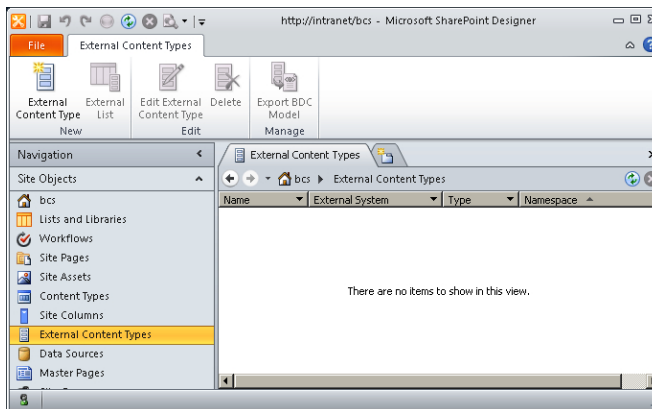 http://intranet/bcs - Microsoft SharePoint Designer
File External Content Types
External Content Type
External List
Edit External Content Type
Delete
Export BDC Model
New Edit Manage
Navigation
External Content Types
Site Objects
bcs External Content Types
Name External System Type Namespace
bcs
Lists and Libraries
Workflows
Site Pages
Site Assets
Content Types
Site Columns
External Content Types
Data Sources
Master Pages
There are no items to show in this view.